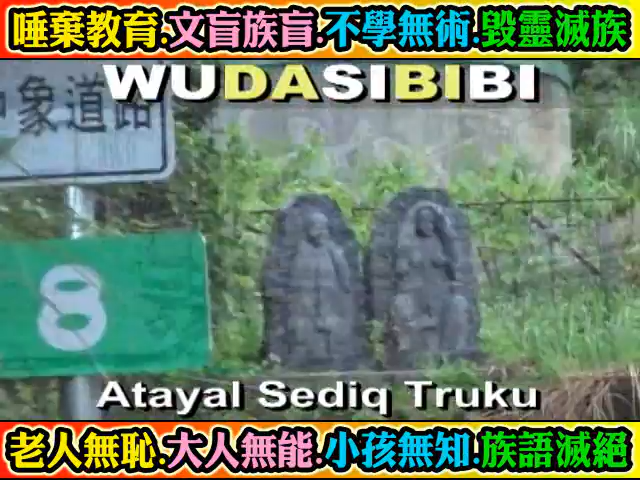 唾棄教育.文盲族盲.不學無術.毀靈滅族
WUDASIBIBI
象道路
8
Atayal Sediq Truku
老人無恥.大人無能.小孩無知.族語滅絕